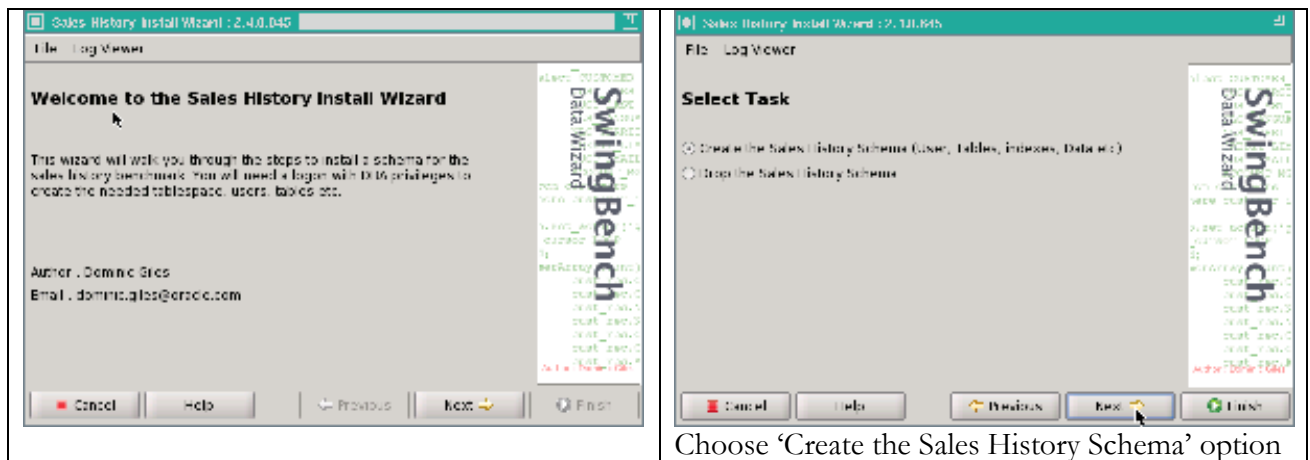 Sales History Install Wizard : 2.4.0.845
File Log Viewer
Welcome to the Sales History Install Wizard
This wizard will walk you through the steps to install a schema for the
sales history benchmark. You will need a logon with DBA privileges to
create the needed tablespace, users, tables etc.
Author : Dominic Giles
Email : dominic.giles@oracle.com
SwingBench
Data Wizard
Cancel Help Previous Next Finish
Sales History Install Wizard : 2.4.0.845
File Log Viewer
Select Task
Create the Sales History Schema (User, Tables, indexes, Data etc)
Drop the Sales History Schema
SwingBench
Data Wizard
Author : Dominic Giles
Cancel Help Previous Next Finish
Choose ‘Create the Sales History Schema’ option